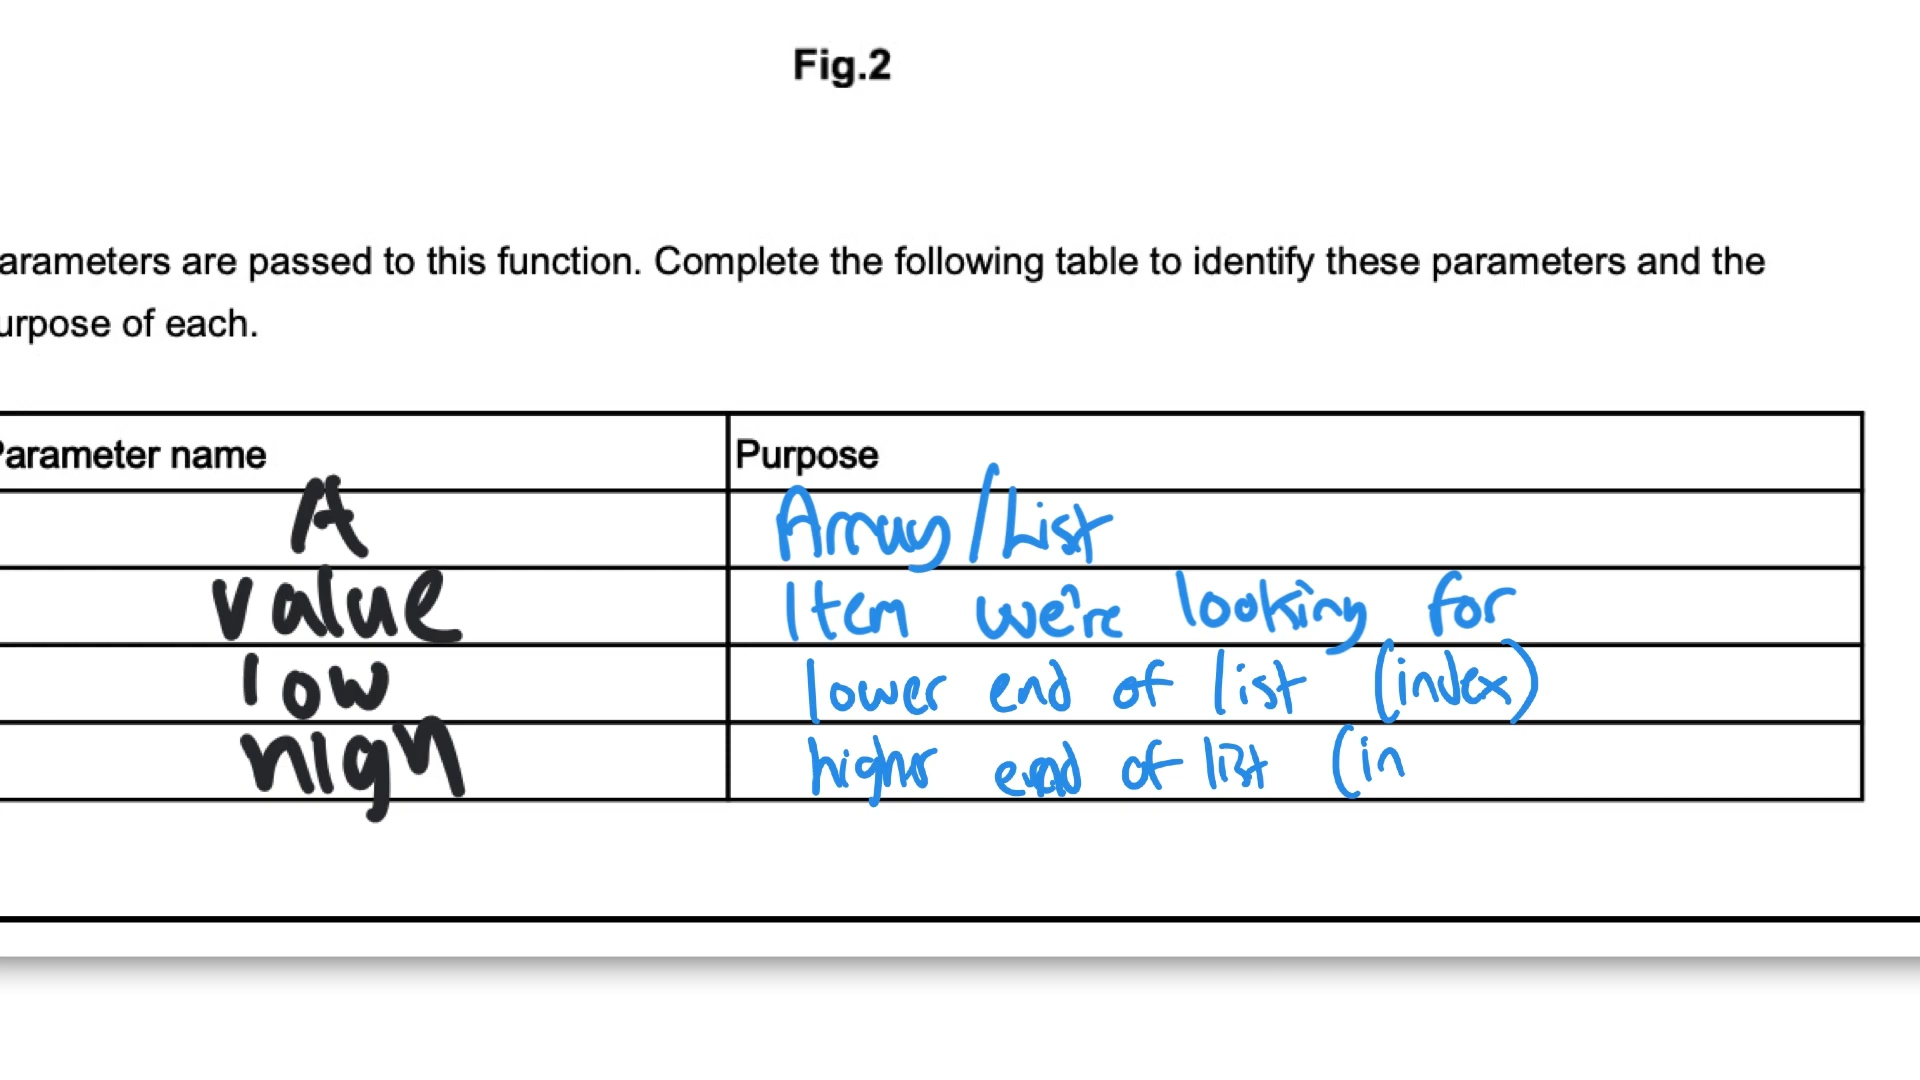 Fig.2
arameters are passed to this function. Complete the following table to identify these parameters and the
urpose of each.
Parameter name Purpose
A Array/List
value Item we're looking for
low lower end of list (index)
high higher end of list (in